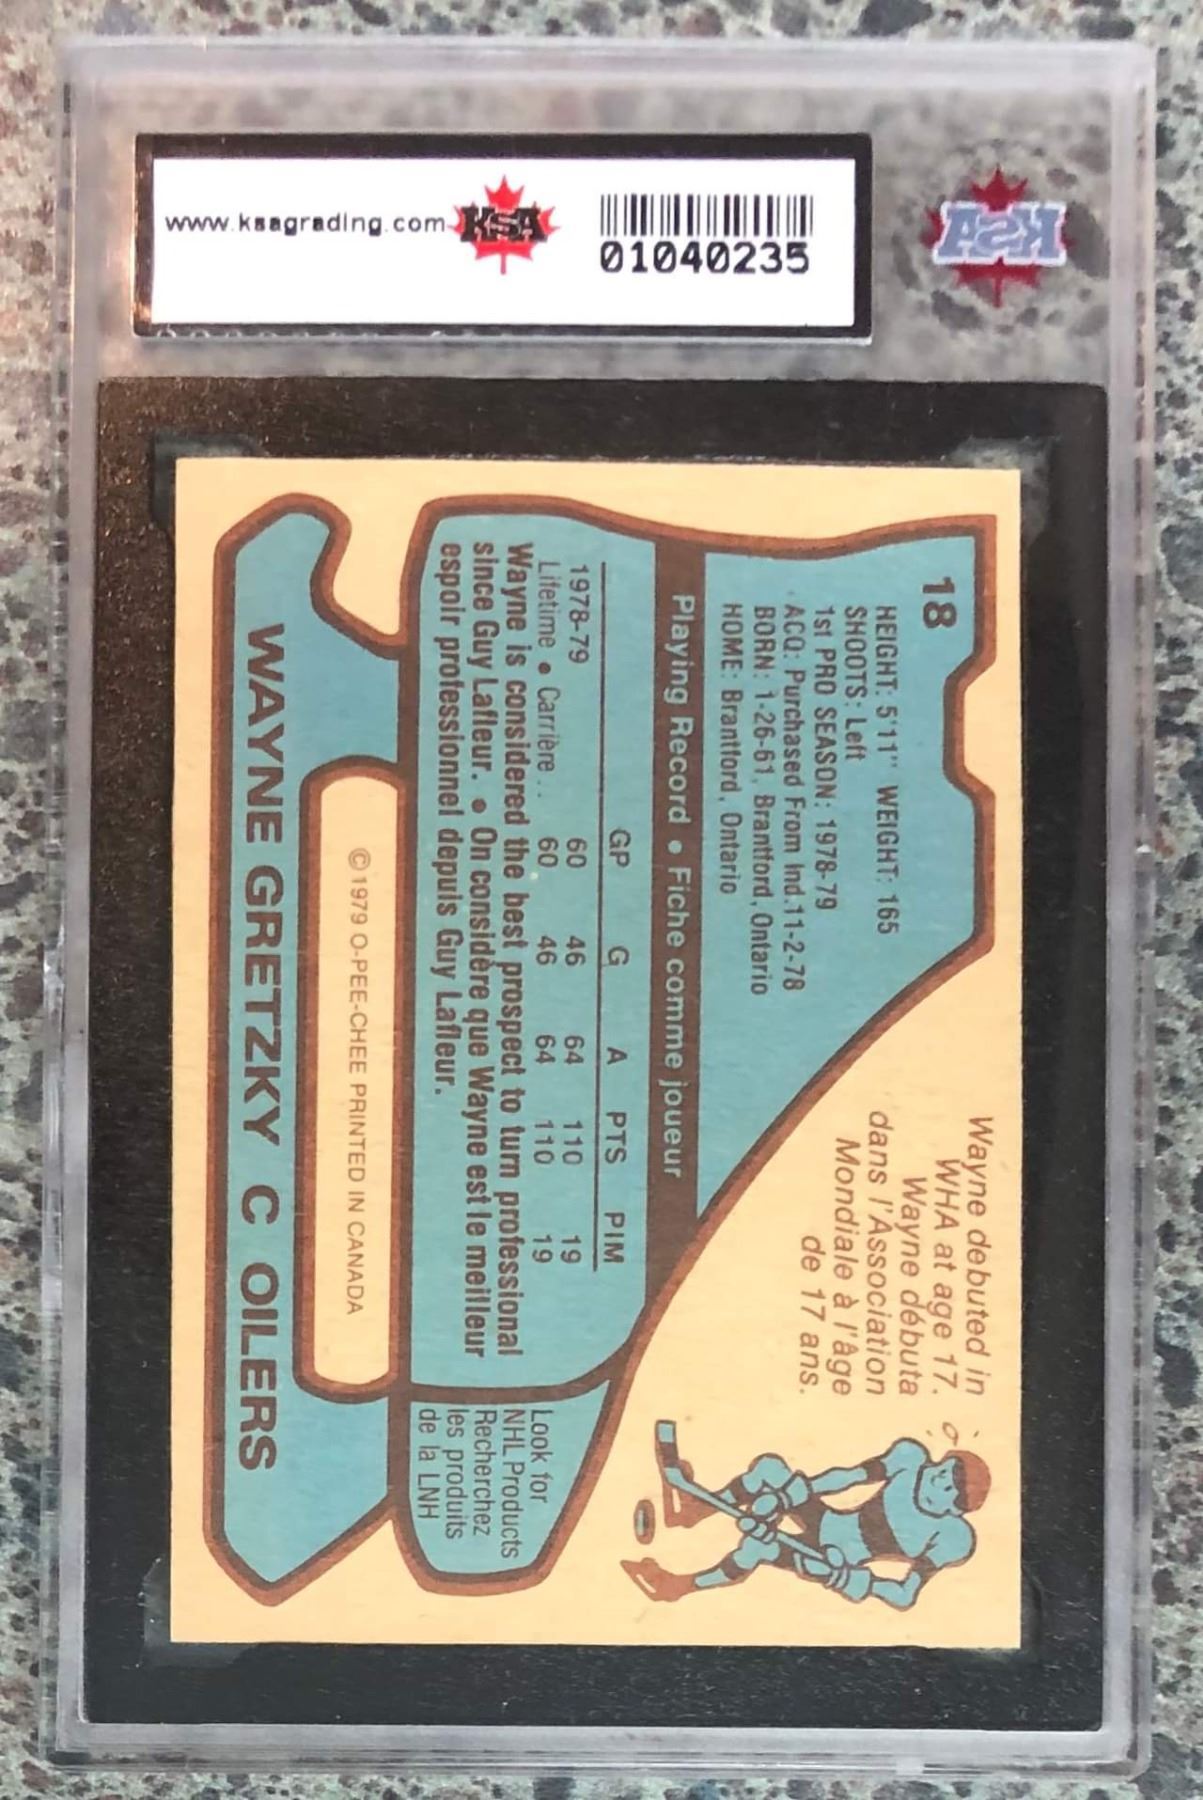 www.ksagrading.com
KSA
01040235
KSA
18
HEIGHT: 5'11" WEIGHT: 165
SHOOTS: Left
1st PRO SEASON: 1978-79
ACQ: Purchased From Ind.11-2-78
BORN: 1-26-61, Brantford, Ontario
HOME: Brantford, Ontario
Wayne debuted in
WHA at age 17.
Wayne débuta
dans l'Association
Mondiale à l'âge
de 17 ans.
Playing Record • Fiche comme joueur
GP G A PTS PIM
1978-79 60 46 64 110 19
Lifetime • Carrière .. 60 46 64 110 19
Wayne is considered the best prospect to turn professional
since Guy Lafleur. • On considère que Wayne est le meilleur
espoir professionnel depuis Guy Lafleur.
Look for
NHL Products
Recherchez
les produits
de la LNH
©1979 O-PEE-CHEE PRINTED IN CANADA
WAYNE GRETZKY C OILERS